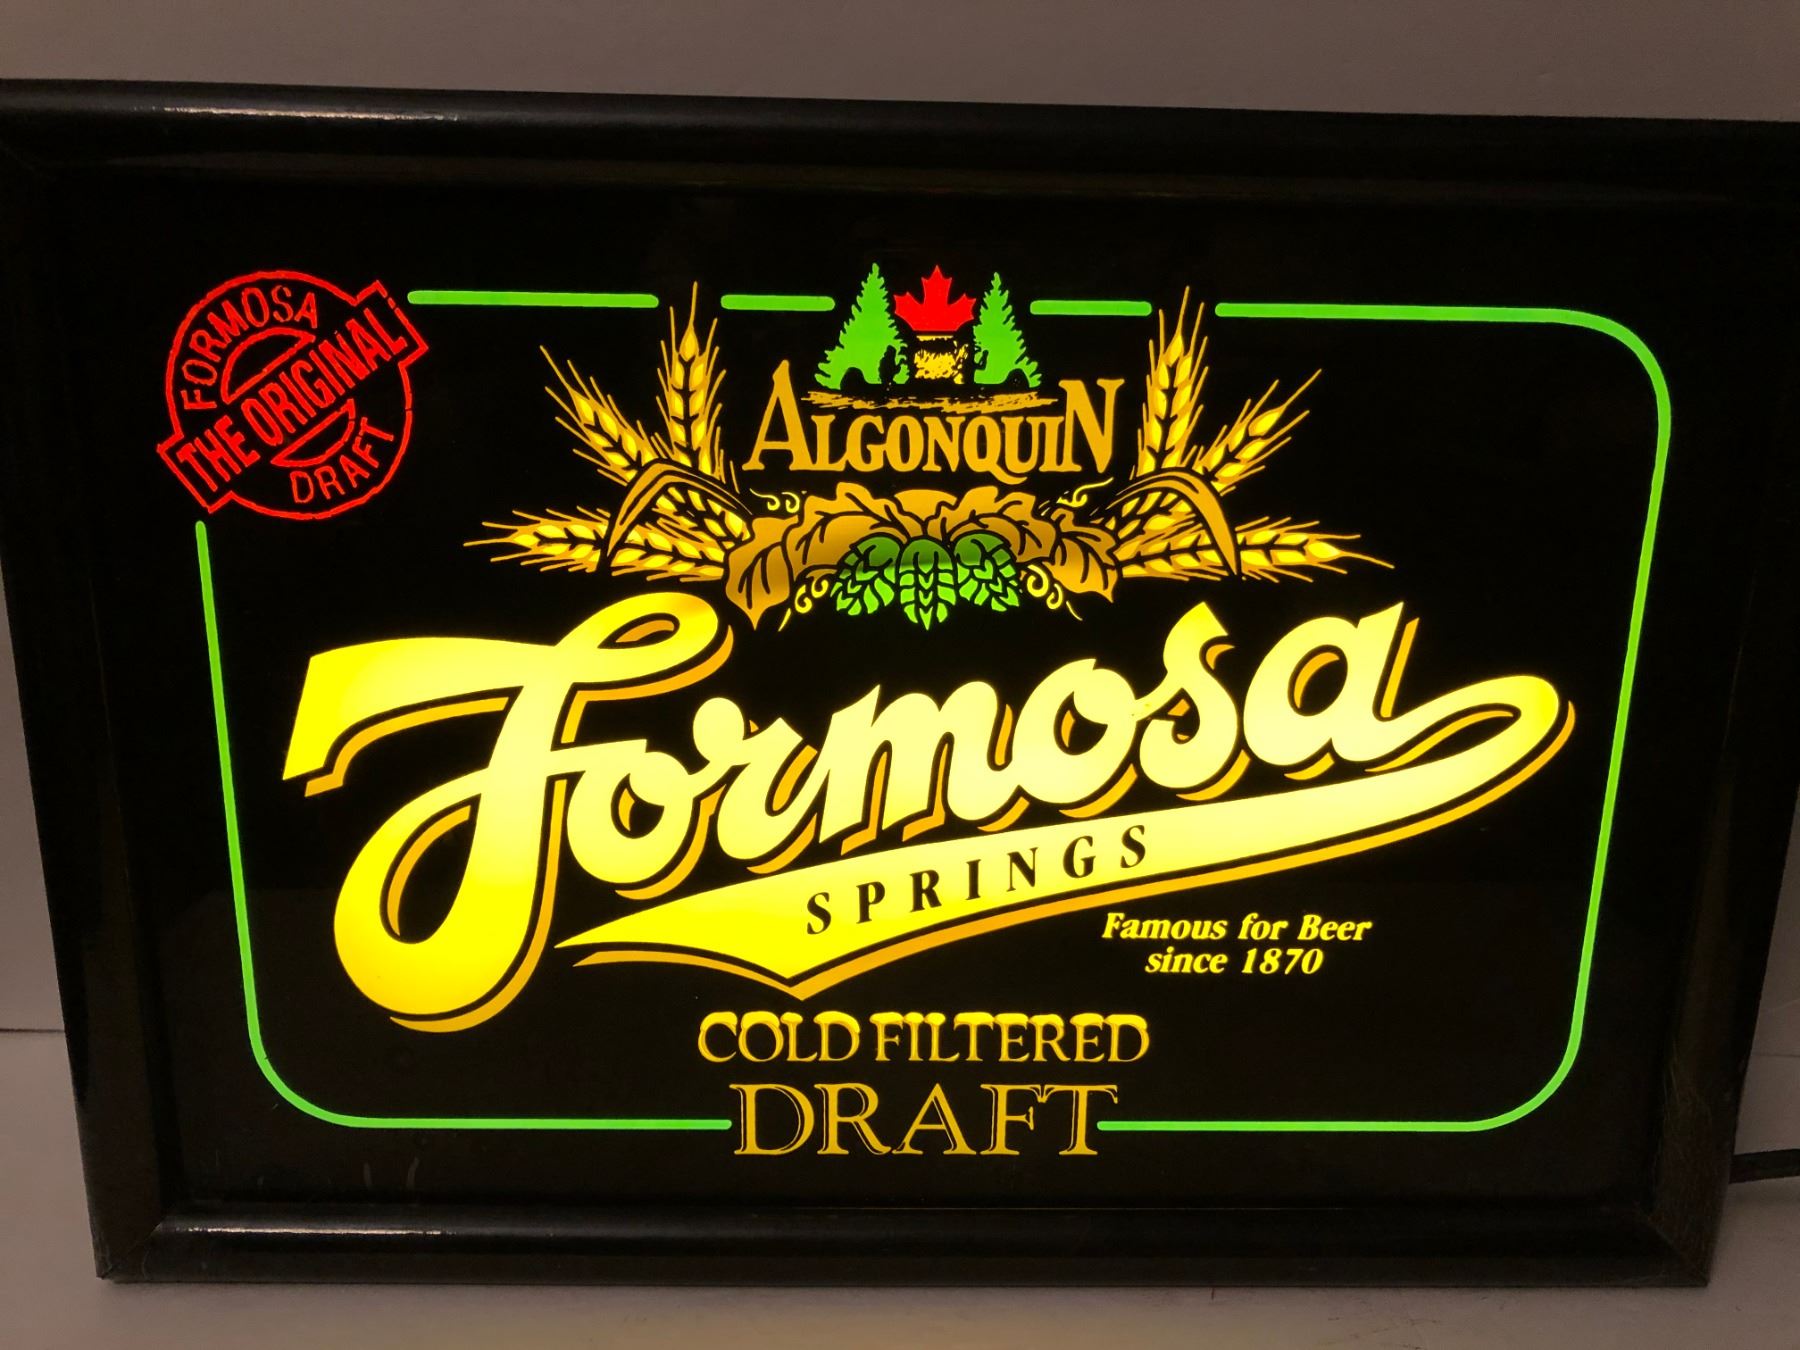 FORMOSA
THE ORIGINAL
DRAFT
ALGONQUIN
Formosa
SPRINGS
Famous for Beer
since 1870
COLD FILTERED
DRAFT